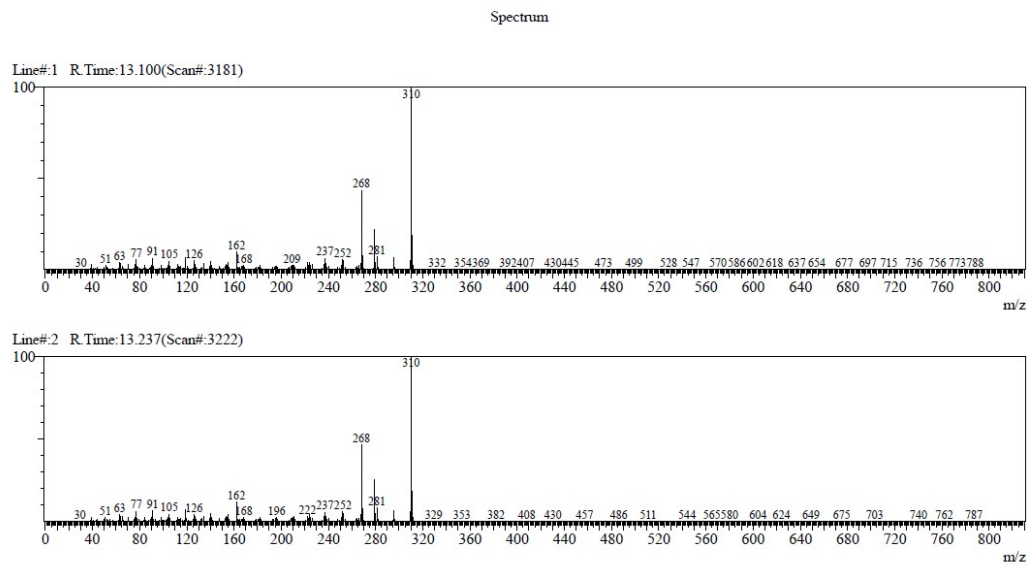 Spectrum
Line#:1 R.Time:13.100(Scan#:3181)
100
310
268
281
237 252
162
30 51 63 77 91 105 126 168 209
332 354 369 392 407 430 445 473 499 528 547 570 586 602 618 637 654 677 697 715 736 756 773 788
0 40 80 120 160 200 240 280 320 360 400 440 480 520 560 600 640 680 720 760 800
m/z
Line#:2 R.Time:13.237(Scan#:3222)
100
310
268
281
162
30 51 63 77 91 105 126 168 196 222 237 252
329 353 382 408 430 457 486 511 544 565 580 604 624 649 675 703 740 762 787
0 40 80 120 160 200 240 280 320 360 400 440 480 520 560 600 640 680 720 760 800
m/z